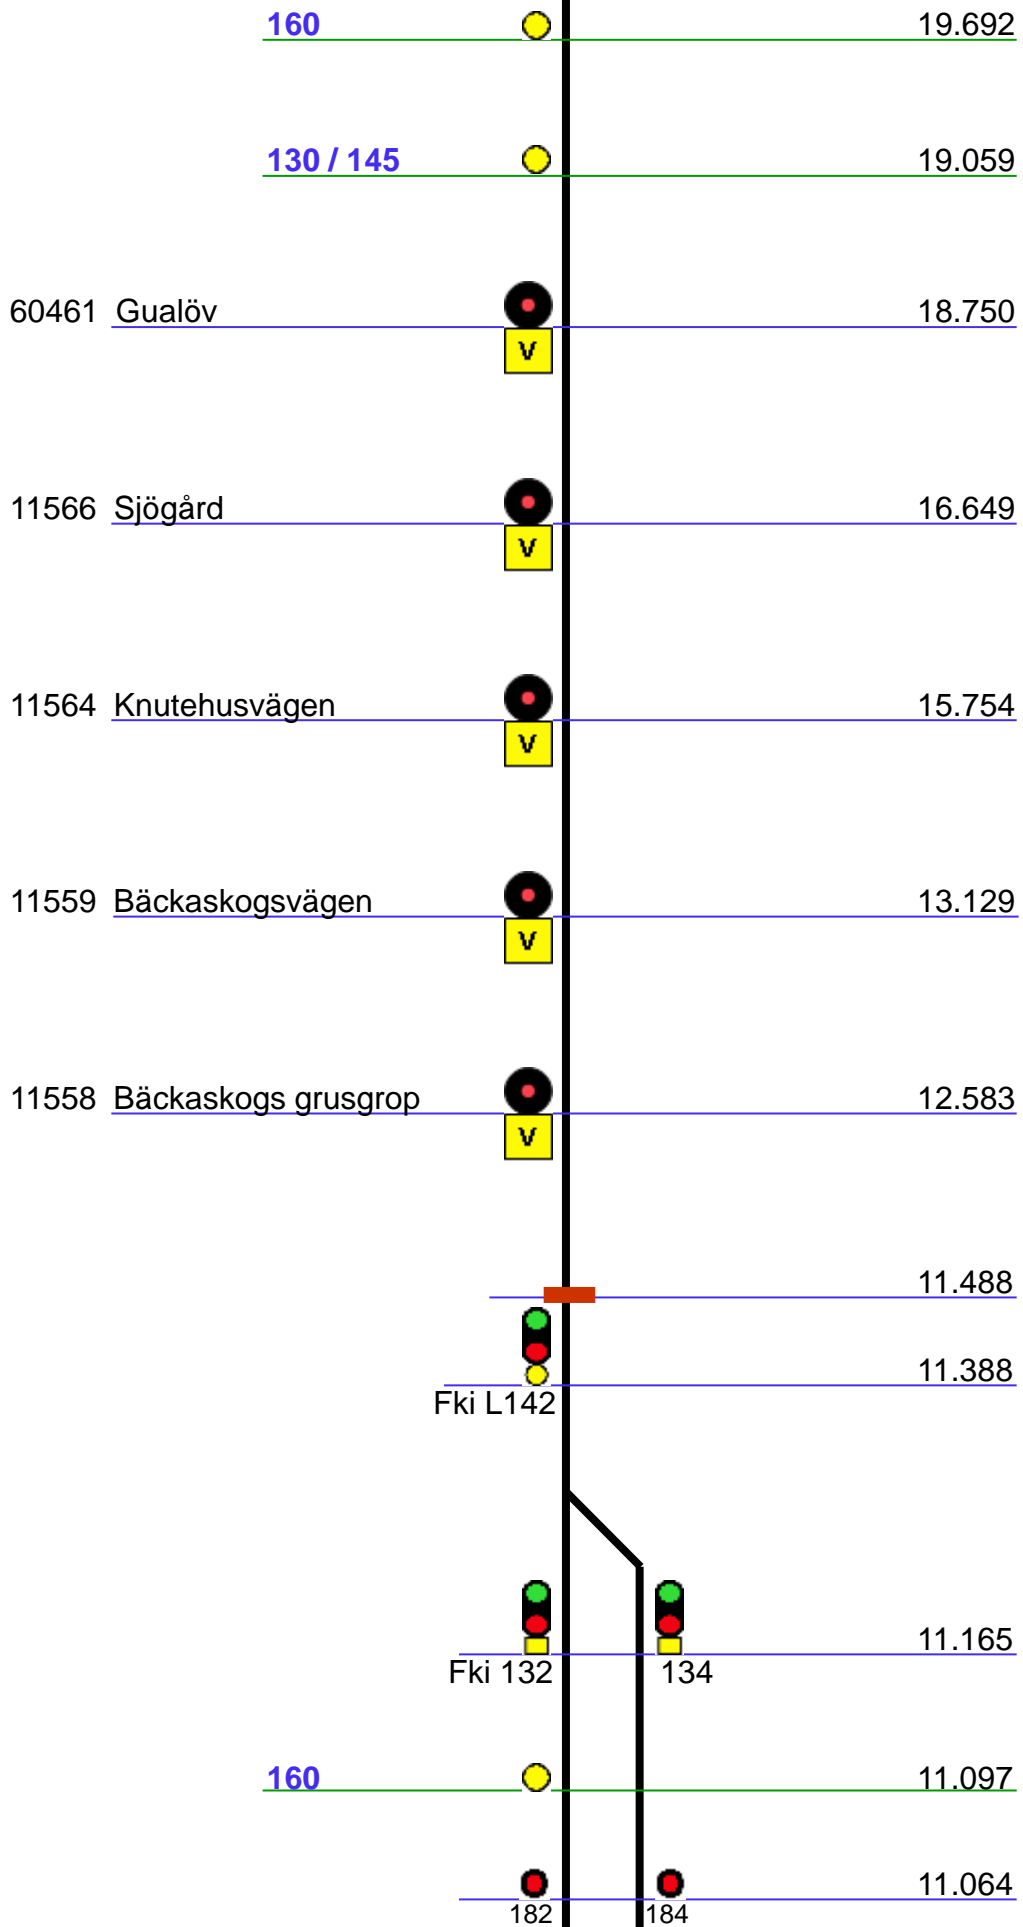 160 19.692
130 / 145 19.059
60461 Gualöv 18.750
V
11566 Sjögård 16.649
V
11564 Knutehusvägen 15.754
V
11559 Bäckaskogsvägen 13.129
V
11558 Bäckaskogs grusgrop 12.583
V
11.488
11.388
Fki L142
11.165
Fki 132 134
160 11.097
11.064
182 184